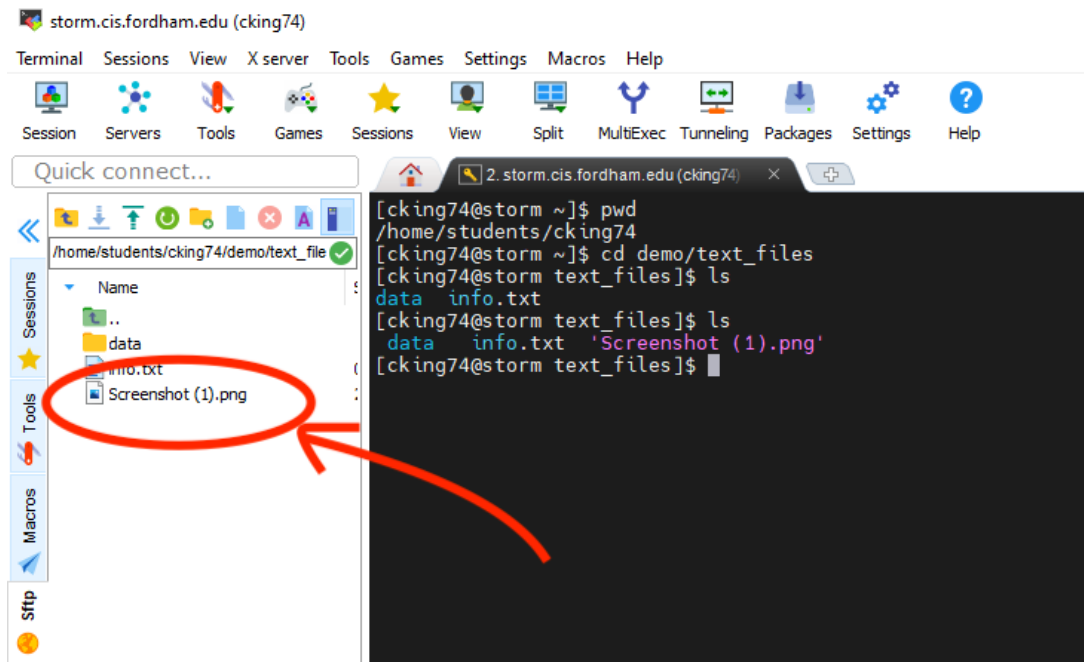 storm.cis.fordham.edu (cking74)
Terminal Sessions View X server Tools Games Settings Macros Help
Session Servers Tools Games Sessions View Split MultiExec Tunneling Packages Settings Help
Quick connect...
2. storm.cis.fordham.edu (cking74)
/home/students/cking74/demo/text_file
Name
..
data
info.txt
Screenshot (1).png
Sessions
Tools
Macros
Sftp
[cking74@storm ~]$ pwd
/home/students/cking74
[cking74@storm ~]$ cd demo/text_files
[cking74@storm text_files]$ ls
data info.txt
[cking74@storm text_files]$ ls
data info.txt 'Screenshot (1).png'
[cking74@storm text_files]$